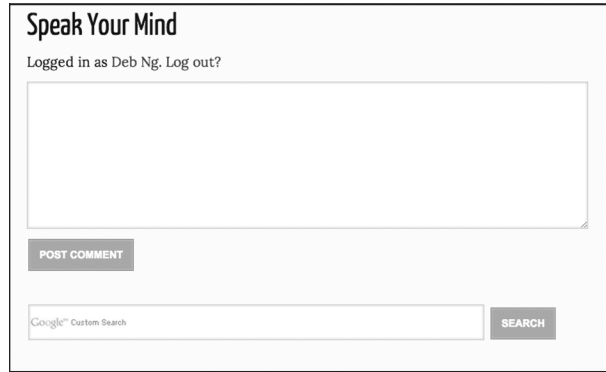 Speak Your Mind
Logged in as Deb Ng. Log out?
POST COMMENT
Google™ Custom Search
SEARCH